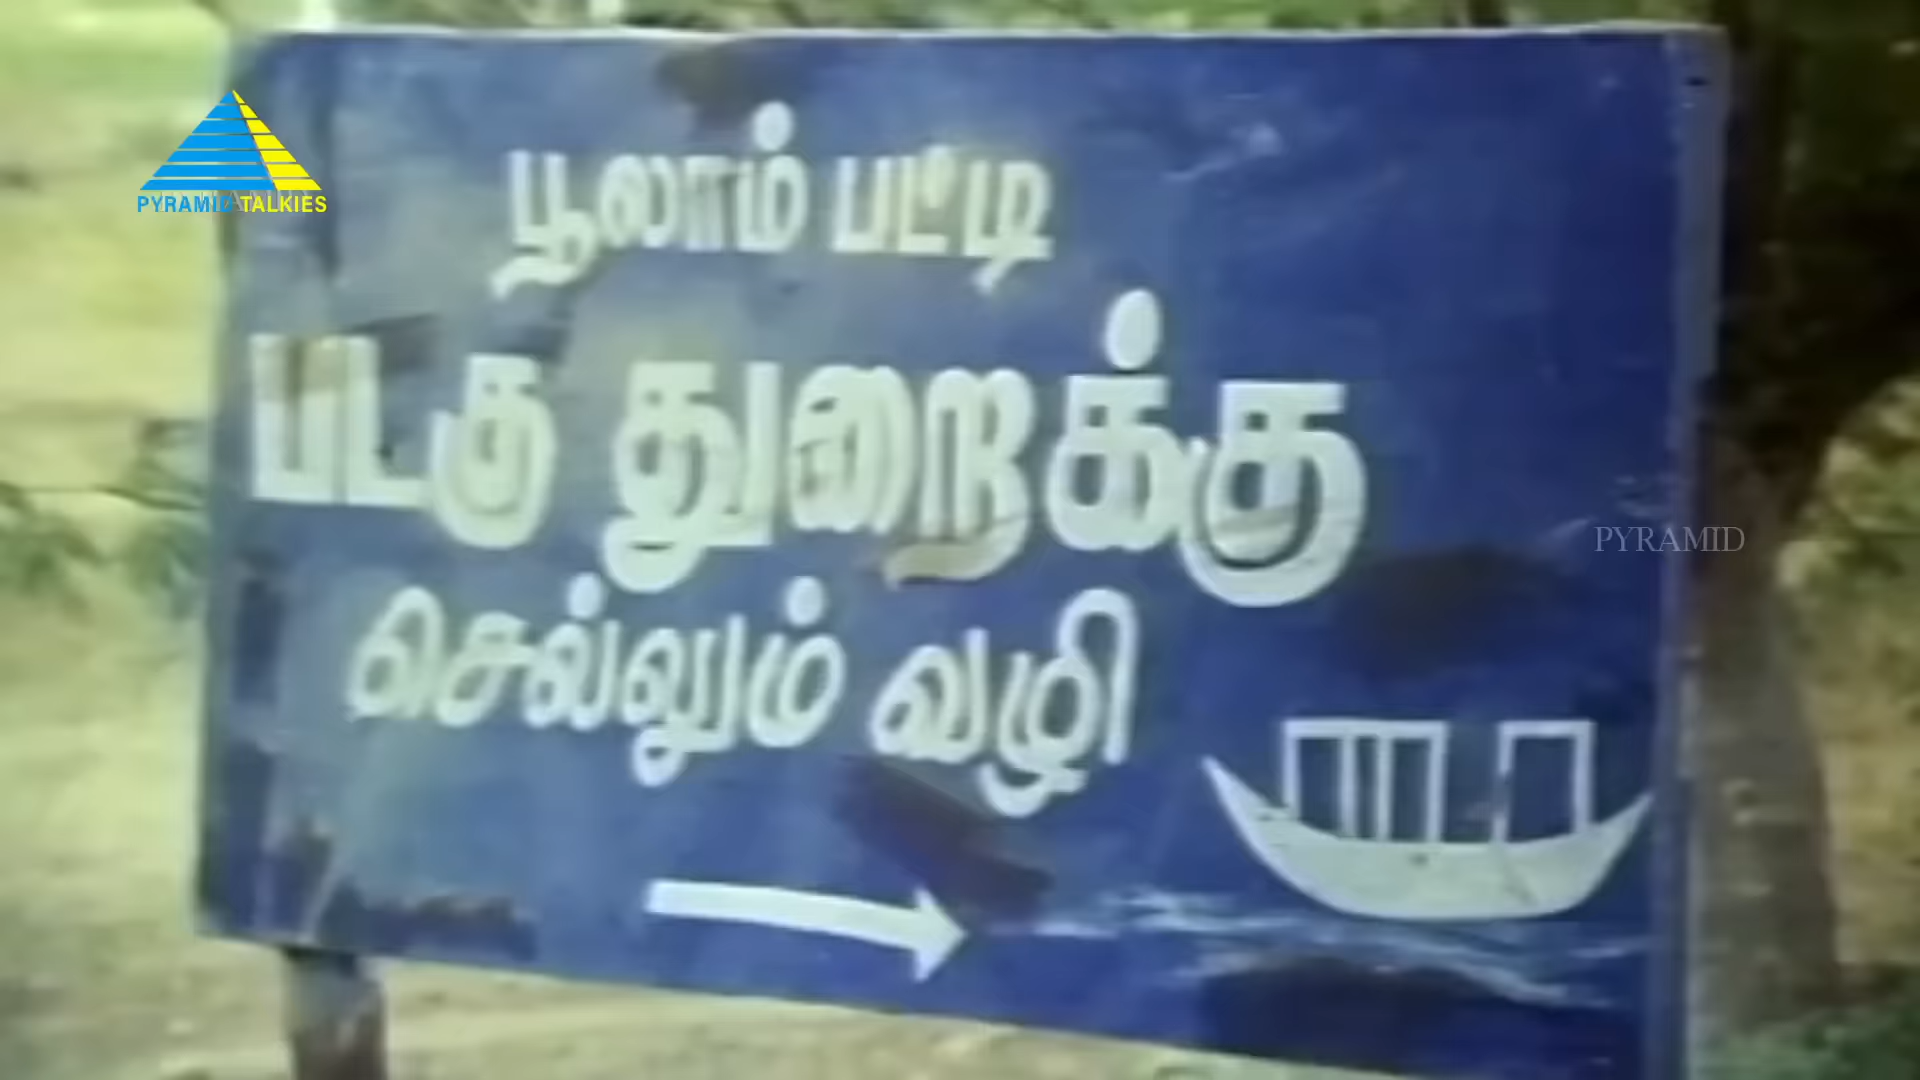 PYRAMID TALKIES
பூலாம் பட்டி
படகு துறைக்கு
செல்லும் வழி
PYRAMID